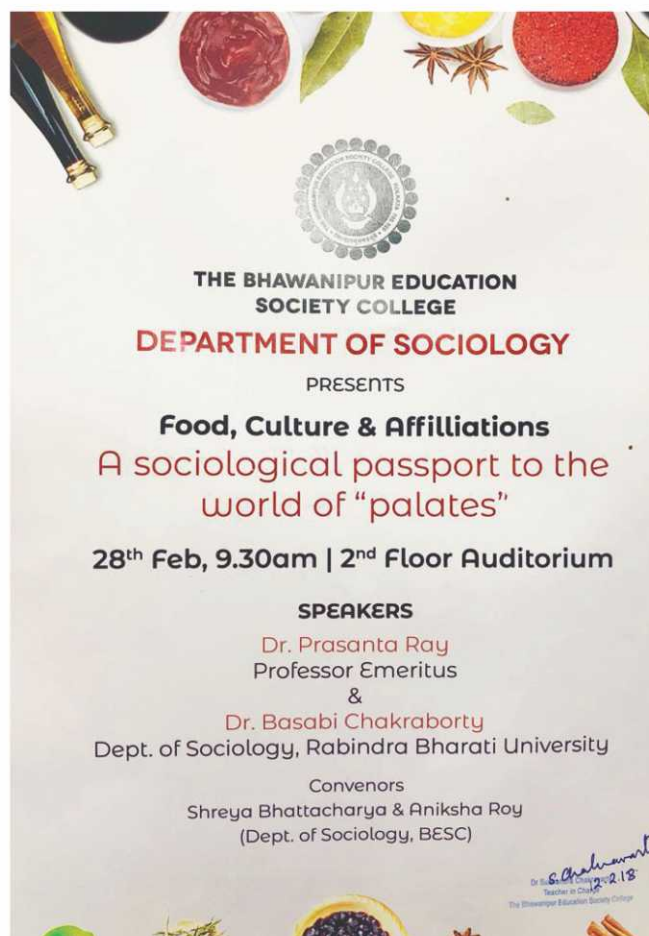 THE BHAWANIPUR EDUCATION
SOCIETY COLLEGE
DEPARTMENT OF SOCIOLOGY
PRESENTS
Food, Culture & Affilliations
A sociological passport to the
world of “palates”
28th Feb, 9.30am | 2nd Floor Auditorium
SPEAKERS
Dr. Prasanta Ray
Professor Emeritus
&
Dr. Basabi Chakraborty
Dept. of Sociology, Rabindra Bharati University
Convenors
Shreya Bhattacharya & Aniksha Roy
(Dept. of Sociology, BESC)
2.2.18
Teacher in
The Bhawanipur Education Society College